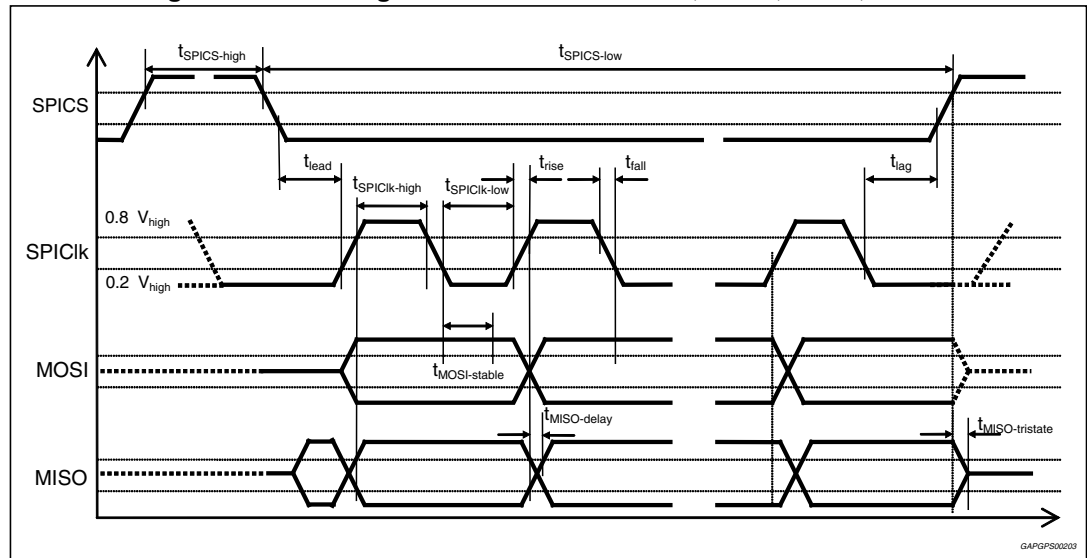 tSPICS-high
tSPICS-low
SPICS
tlead
trise
tfall
tlag
tSPIClk-high
tSPIClk-low
0.8 Vhigh
SPIClk
0.2 Vhigh
MOSI
tMOSI-stable
tMISO-delay
tMISO-tristate
MISO
GAPGPS00203